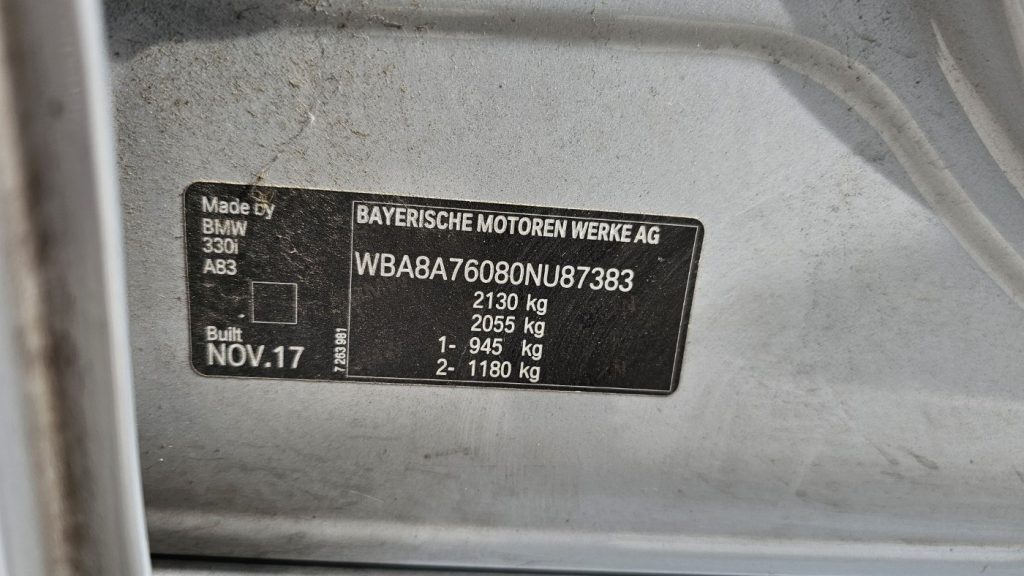 Made by
BMW
330i
A83
Built
NOV.17
7 263 981
BAYERISCHE MOTOREN WERKE AG
WBA8A76080NU87383
2130 kg
2055 kg
1- 945 kg
2- 1180 kg